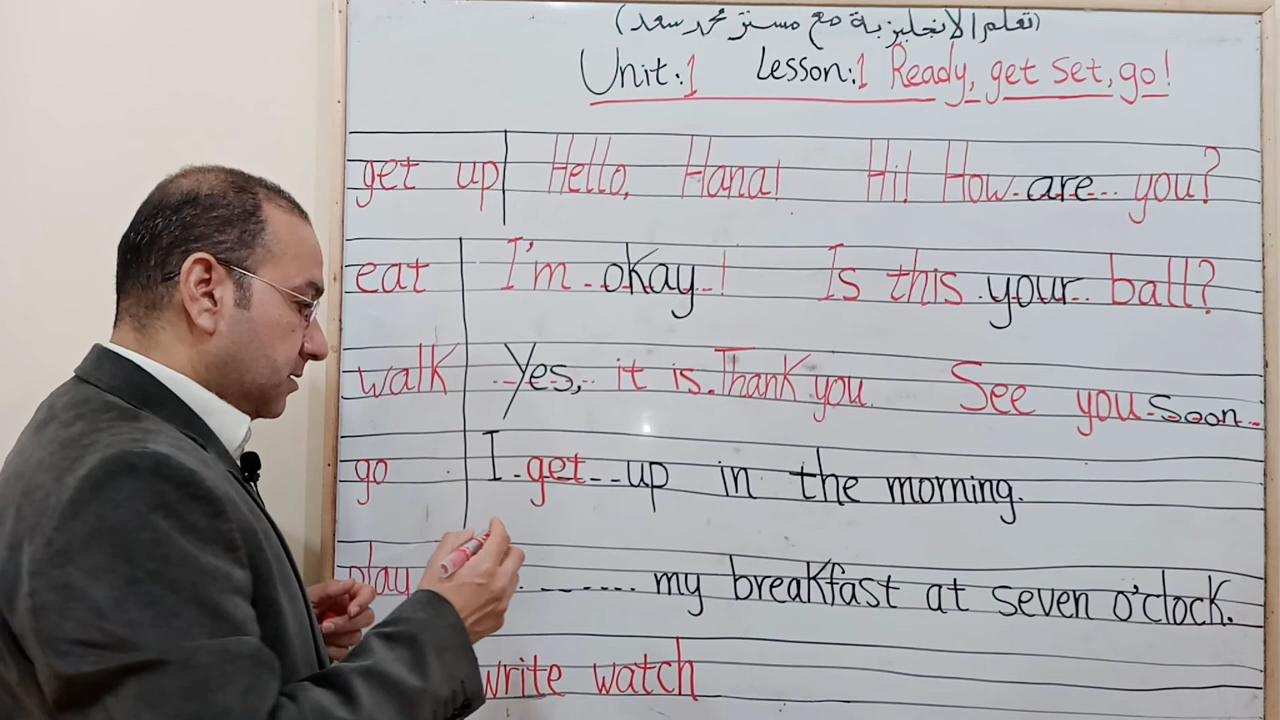 (تعلم الانجليزية مع مستر محمد سعد)
Unit:1 Lesson:1 Ready, get set, go!
get up Hello, Hana! Hi! How are you?
eat I'm okay! Is this your ball?
walk Yes, it is. Thank you. See you soon.
go I get up in the morning.
play ........ my breakfast at seven o'clock.
write watch